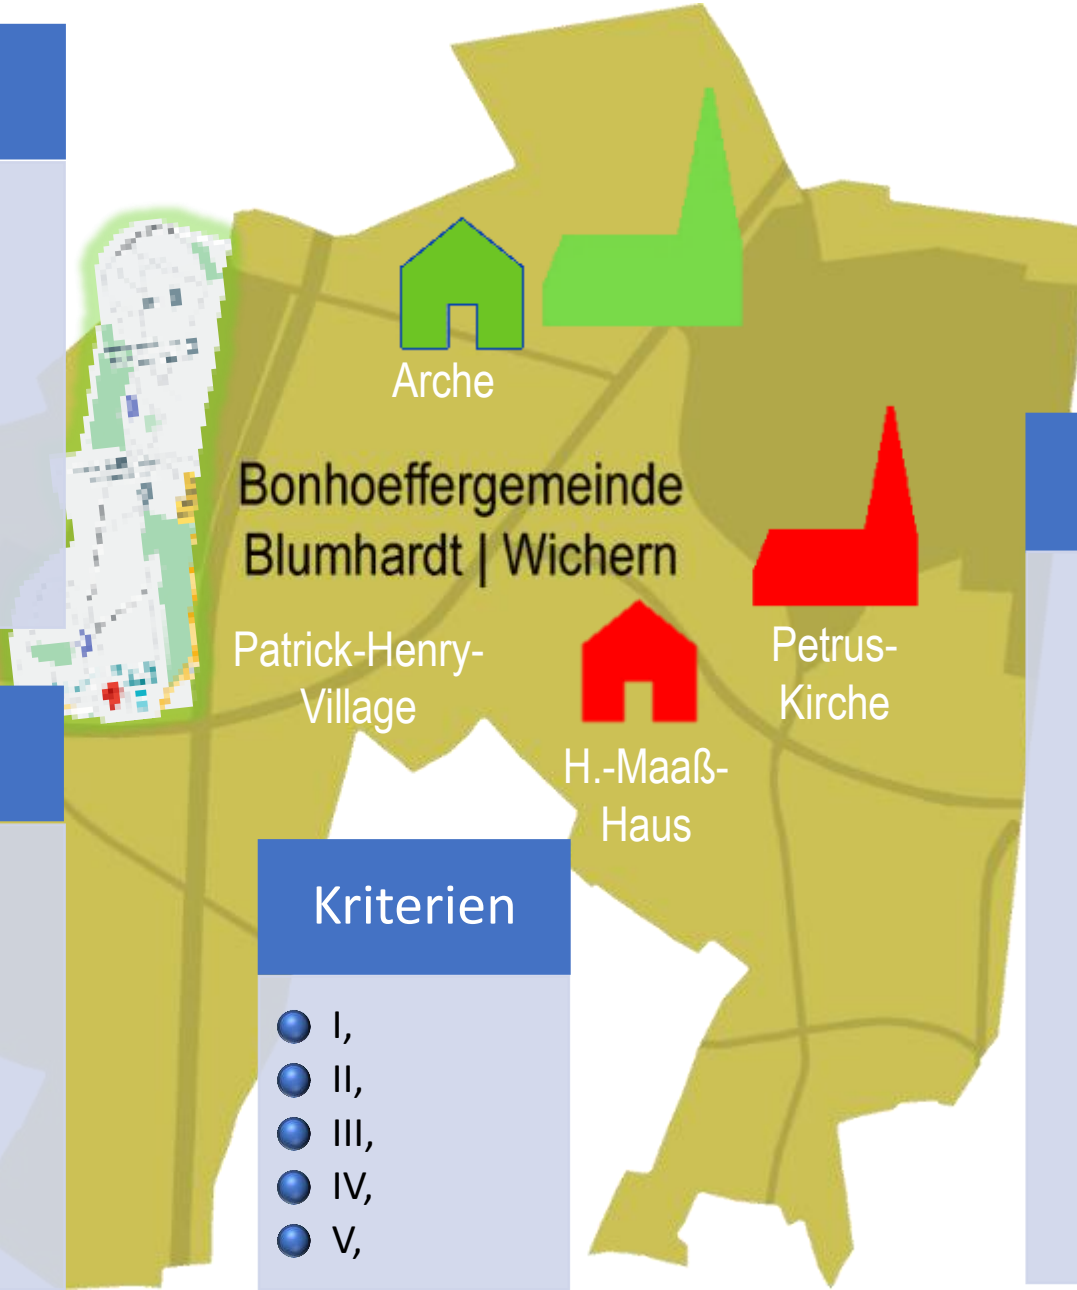 Arche
Bonhoeffergemeinde
Blumhardt | Wichern
Patrick-Henry-
Village
Petrus-
Kirche
H.-Maaß-
Haus
Kriterien
I,
II,
III,
IV,
V,